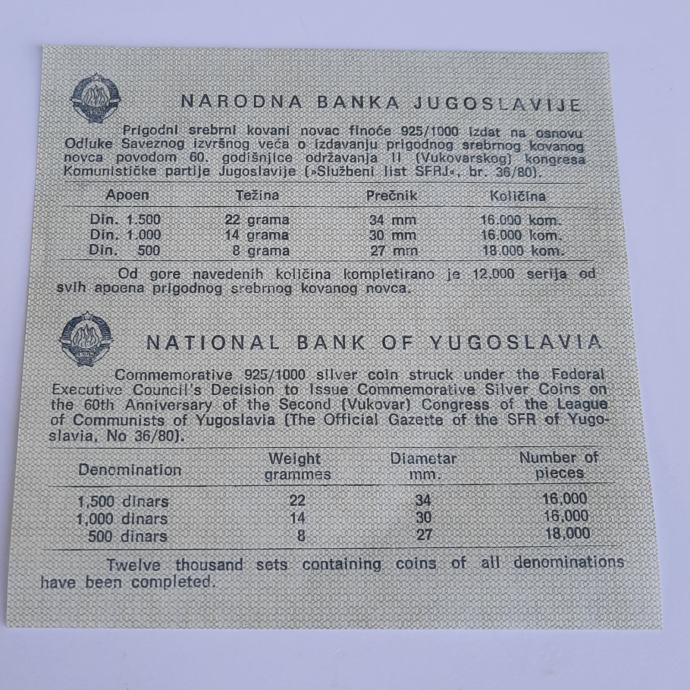 NARODNA BANKA JUGOSLAVIJE
Prigodni srebrni kovani novac finoće 925/1000 izdat na osnovu
Odluke Saveznog izvršnog veća o izdavanju prigodnog srebrnog kovanog
novca povodom 60. godišnjice održavanja II (Vukovarskog) kongresa
Komunističke partije Jugoslavije (»Službeni list SFRJ«, br. 36/80).
Apoen Težina Prečnik Količina
Din. 1.500 22 grama 34 mm 16.000 kom.
Din. 1.000 14 grama 30 mm 16.000 kom.
Din. 500 8 grama 27 mm 18.000 kom.
Od gore navedenih količina kompletirano je 12.000 serija od
svih apoena prigodnog srebrnog kovanog novca.
NATIONAL BANK OF YUGOSLAVIA
Commemorative 925/1000 silver coin struck under the Federal
Executive Council's Decision to Issue Commemorative Silver Coins on
the 60th Anniversary of the Second (Vukovar) Congress of the League
of Communists of Yugoslavia (The Official Gazette of the SFR of Yugo-
slavia, No 36/80).
Denomination Weight grammes Diametar mm. Number of pieces
1,500 dinars 22 34 16,000
1,000 dinars 14 30 16,000
500 dinars 8 27 18,000
Twelve thousand sets containing coins of all denominations
have been completed.